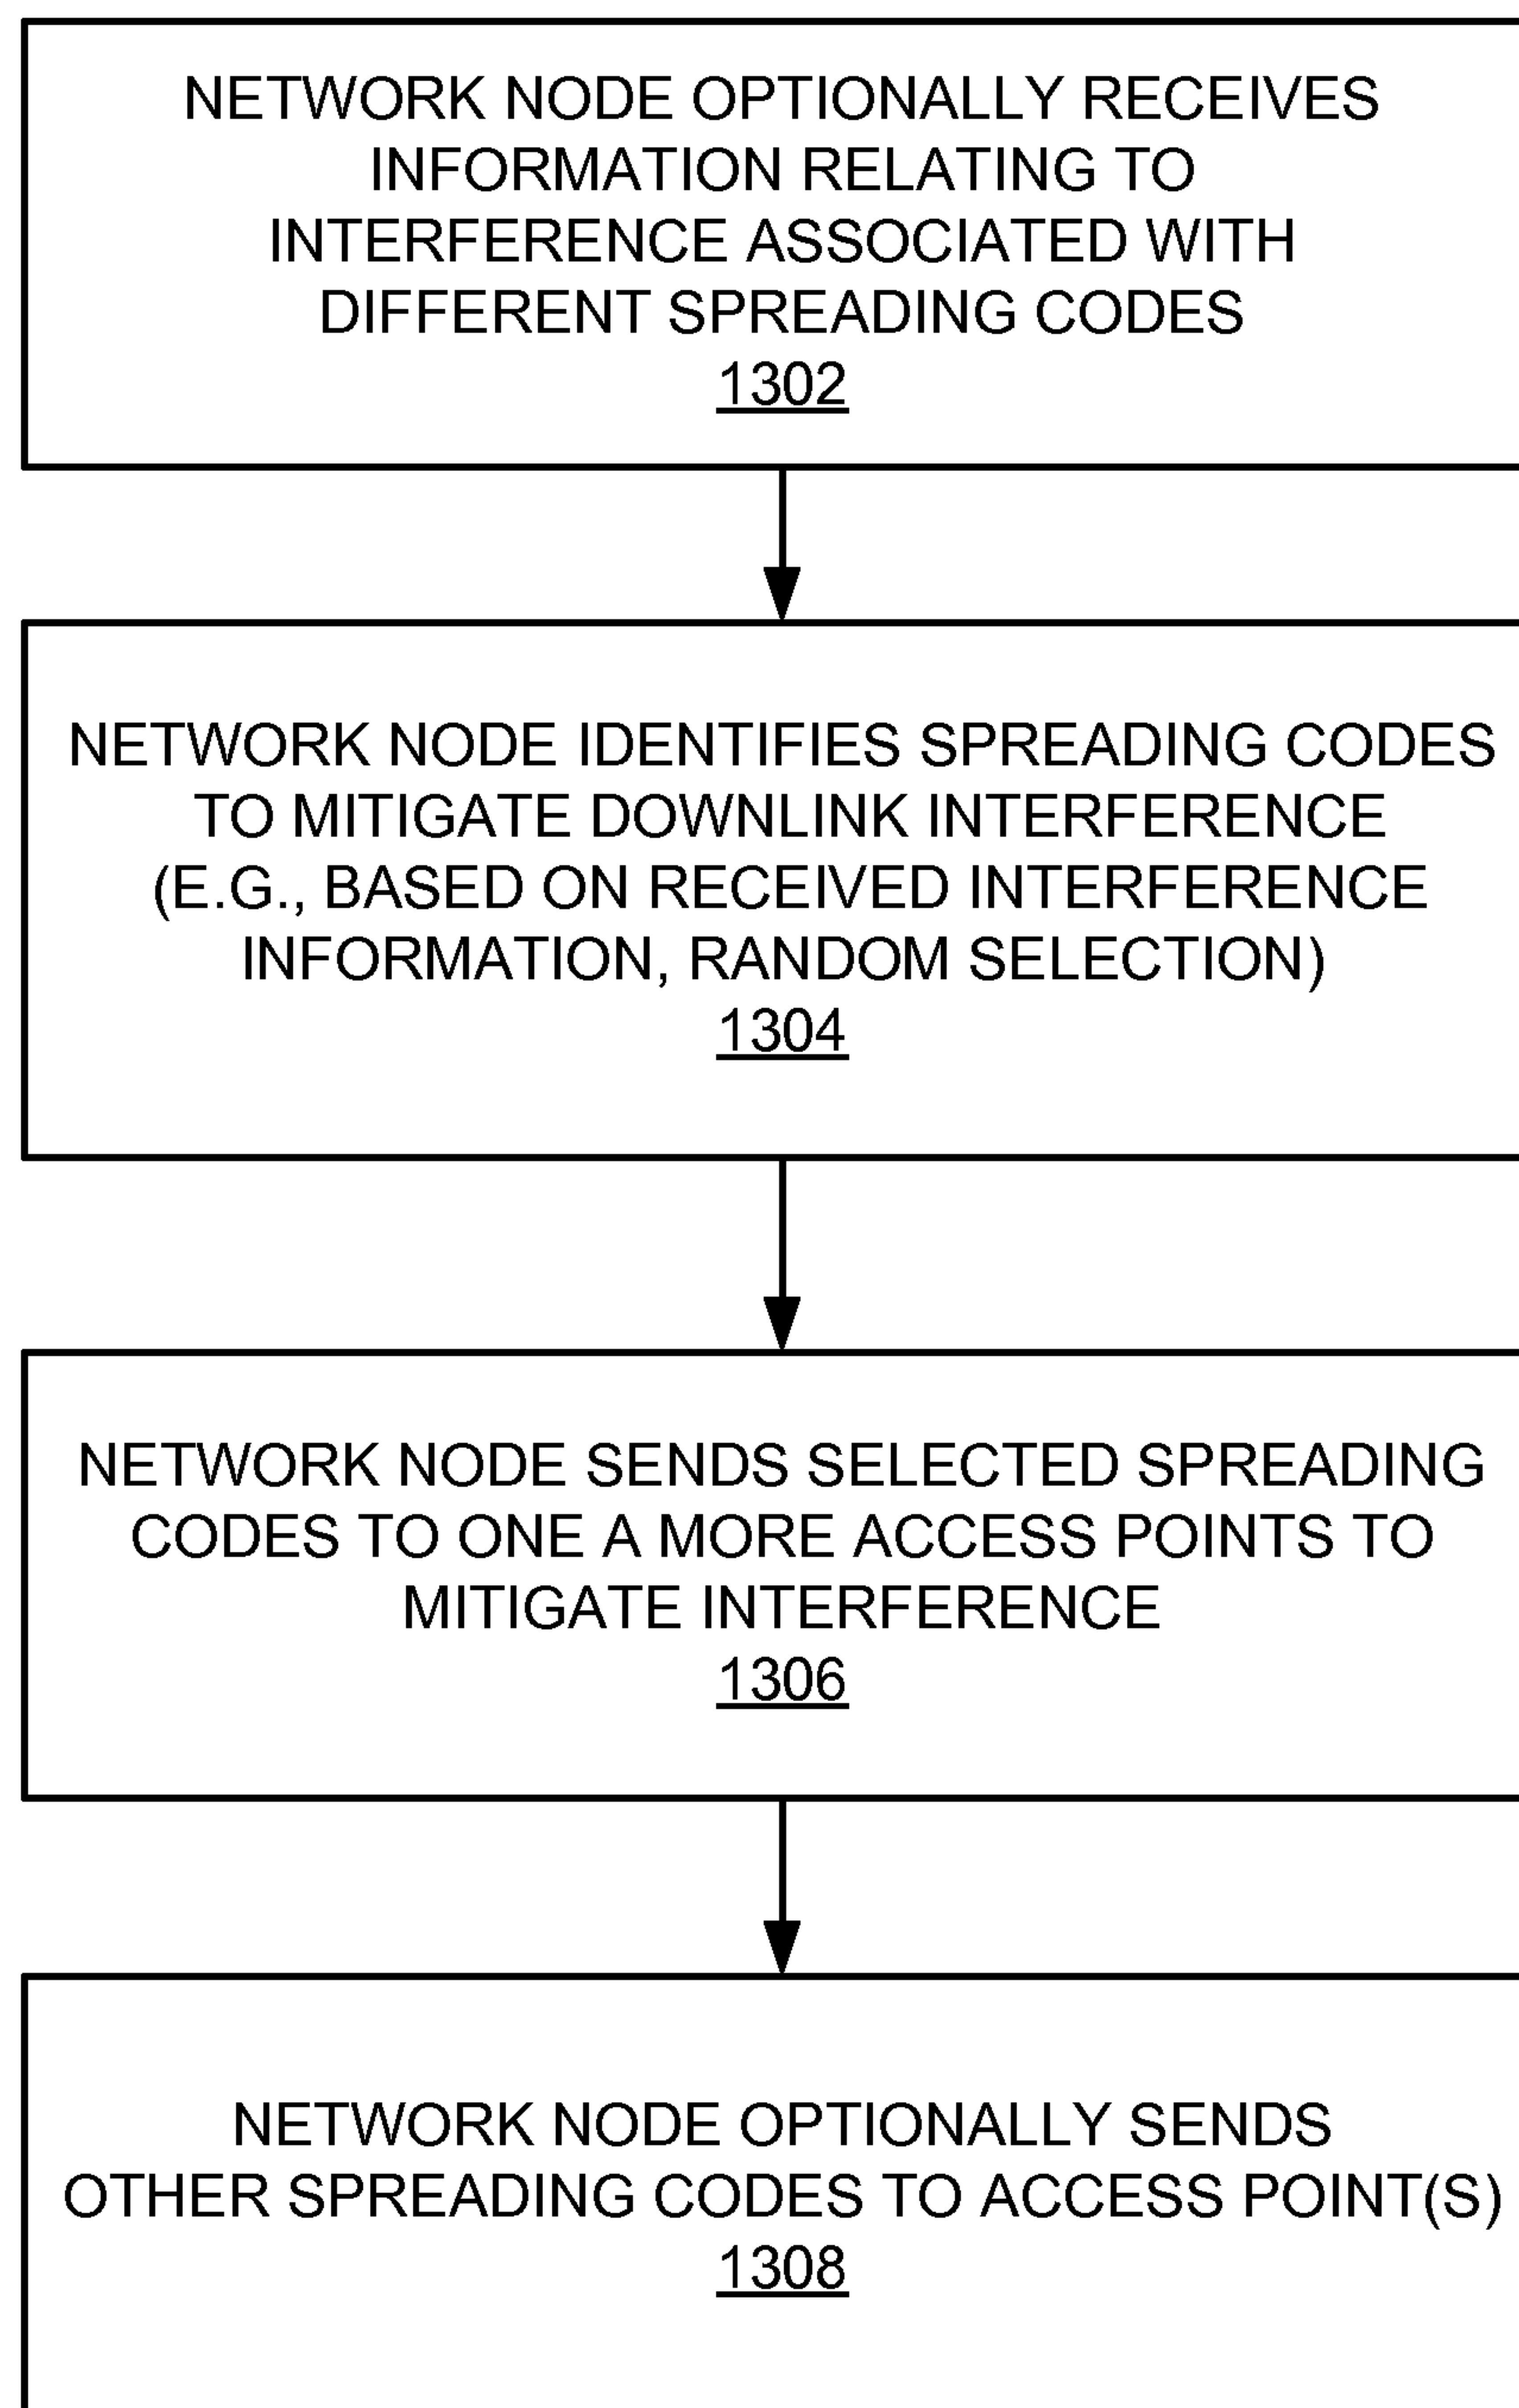 NETWORK NODE OPTIONALLY RECEIVES
INFORMATION RELATING TO
INTERFERENCE ASSOCIATED WITH
DIFFERENT SPREADING CODES
1302
NETWORK NODE IDENTIFIES SPREADING CODES
TO MITIGATE DOWNLINK INTERFERENCE
(E.G., BASED ON RECEIVED INTERFERENCE
INFORMATION, RANDOM SELECTION)
1304
NETWORK NODE SENDS SELECTED SPREADING
CODES TO ONE A MORE ACCESS POINTS TO
MITIGATE INTERFERENCE
1306
NETWORK NODE OPTIONALLY SENDS
OTHER SPREADING CODES TO ACCESS POINT(S)
1308